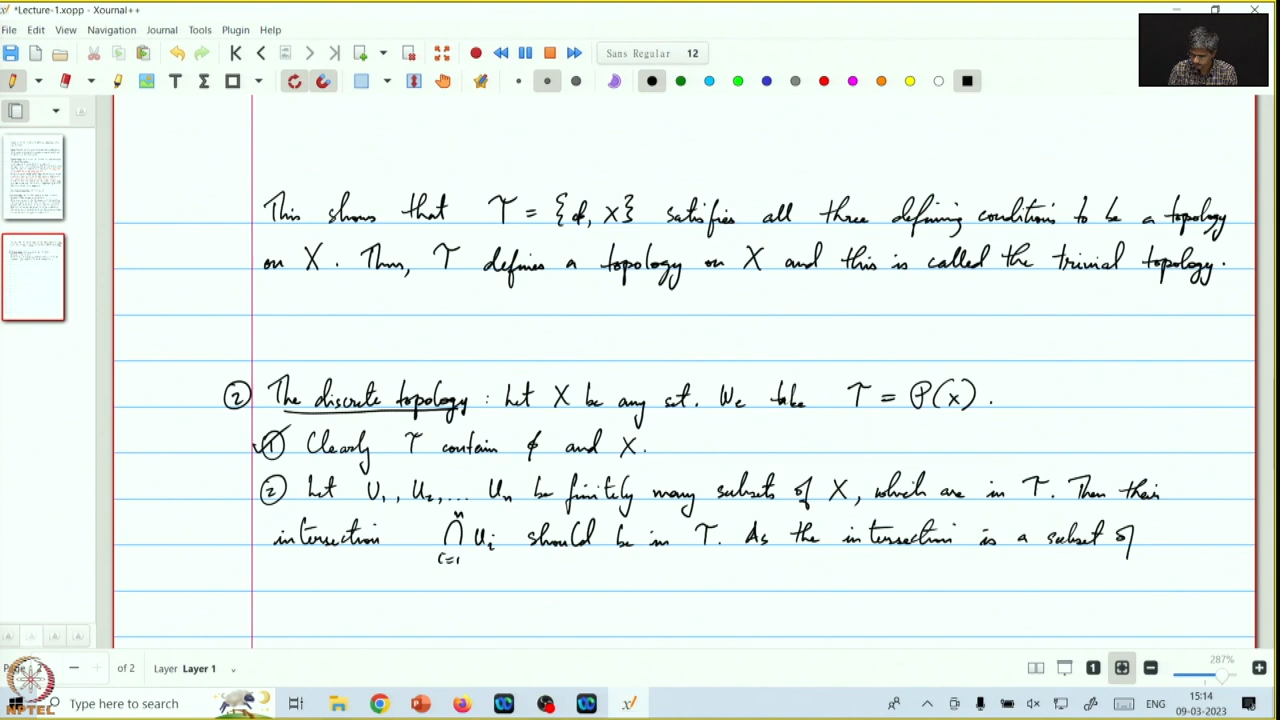 *Lecture-1.xopp - Xournal++
File Edit View Navigation Journal Tools Plugin Help
Sans Regular 12
This shows that τ = {ϕ, X} satisfies all three defining conditions to be a topology
on X. Thus, τ defines a topology on X and this is called the trivial topology.
② The discrete topology : Let X be any set. We take τ = P(X).
① Clearly τ contain ϕ and X.
② Let U₁, U₂, ... Uₙ be finitely many subsets of X, which are in τ. Then their
intersection ⋂ᵢ₌₁ⁿ Uᵢ should be in τ. As the intersection is a subset of
of 2 Layer Layer 1 1 287%
NPTEL
Type here to search ENG 15:14
09-03-2023